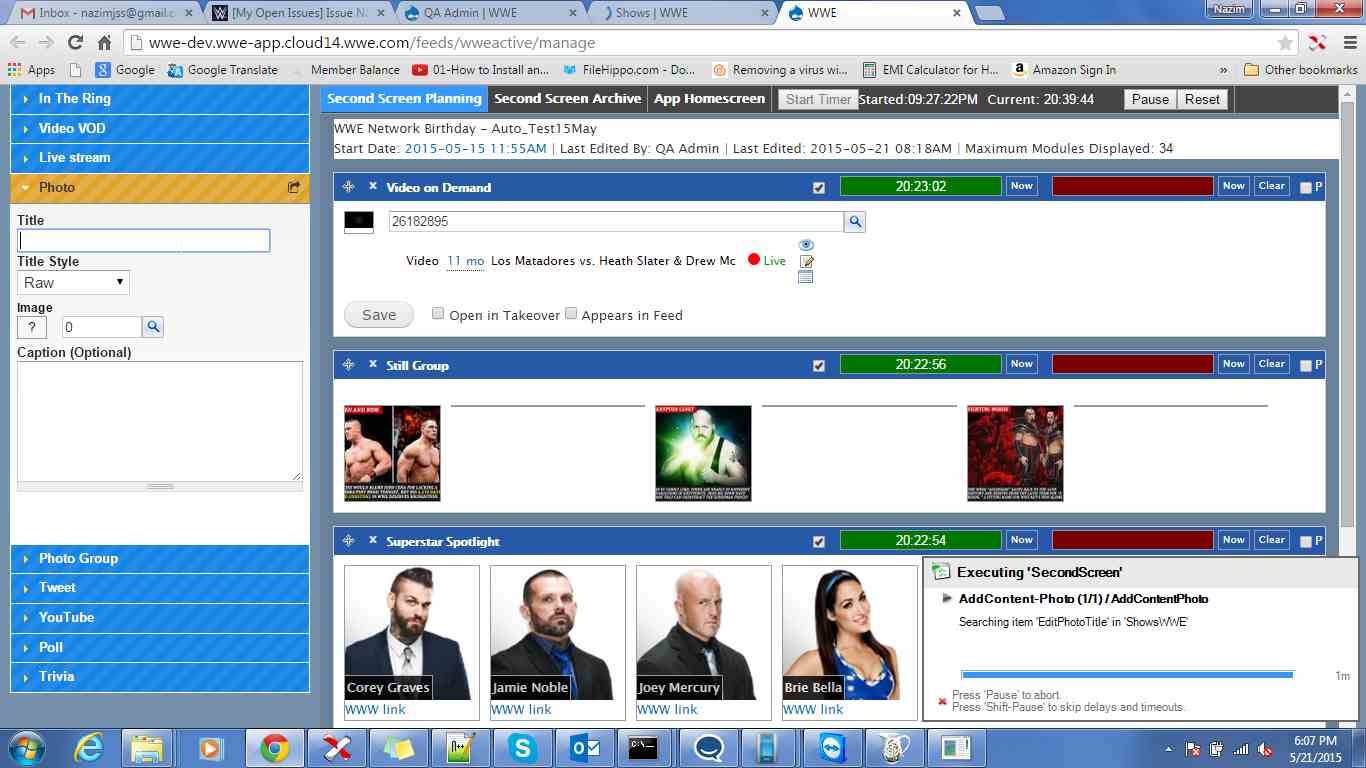 Inbox - nazimjss@gmail.c
[My Open Issues] Issue Na
QA Admin | WWE
Shows | WWE
WWE
Nazim
wwe-dev.wwe-app.cloud14.wwe.com/feeds/wweactive/manage
Apps
Google
Google Translate
Member Balance
01-How to Install an...
FileHippo.com - Do...
Removing a virus wi...
EMI Calculator for H...
Amazon Sign In
»
Other bookmarks
In The Ring
Video VOD
Live stream
Photo
Title
Title Style
Raw
Image
?
0
Caption (Optional)
Photo Group
Tweet
YouTube
Poll
Trivia
Second Screen Planning
Second Screen Archive
App Homescreen
Start Timer
Started:09:27:22PM
Current: 20:39:44
Pause
Reset
WWE Network Birthday - Auto_Test15May
Start Date: 2015-05-15 11:55AM | Last Edited By: QA Admin | Last Edited: 2015-05-21 08:18AM | Maximum Modules Displayed: 34
Video on Demand
20:23:02
Now
Now
Clear
P
26182895
Video 11 mo Los Matadores vs. Heath Slater & Drew Mc Live
Save
Open in Takeover
Appears in Feed
Still Group
20:22:56
Now
Now
Clear
P
KRYPTON COUNT
FIGHTING WORDS
Superstar Spotlight
20:22:54
Now
Now
Clear
P
Corey Graves
WWW link
Jamie Noble
WWW link
Joey Mercury
WWW link
Brie Bella
WWW link
Executing 'SecondScreen'
AddContent-Photo (1/1) / AddContentPhoto
Searching item 'EditPhotoTitle' in 'ShowsWWE'
1m
Press 'Pause' to abort.
Press 'Shift-Pause' to skip delays and timeouts.
C:\-.
6:07 PM
5/21/2015